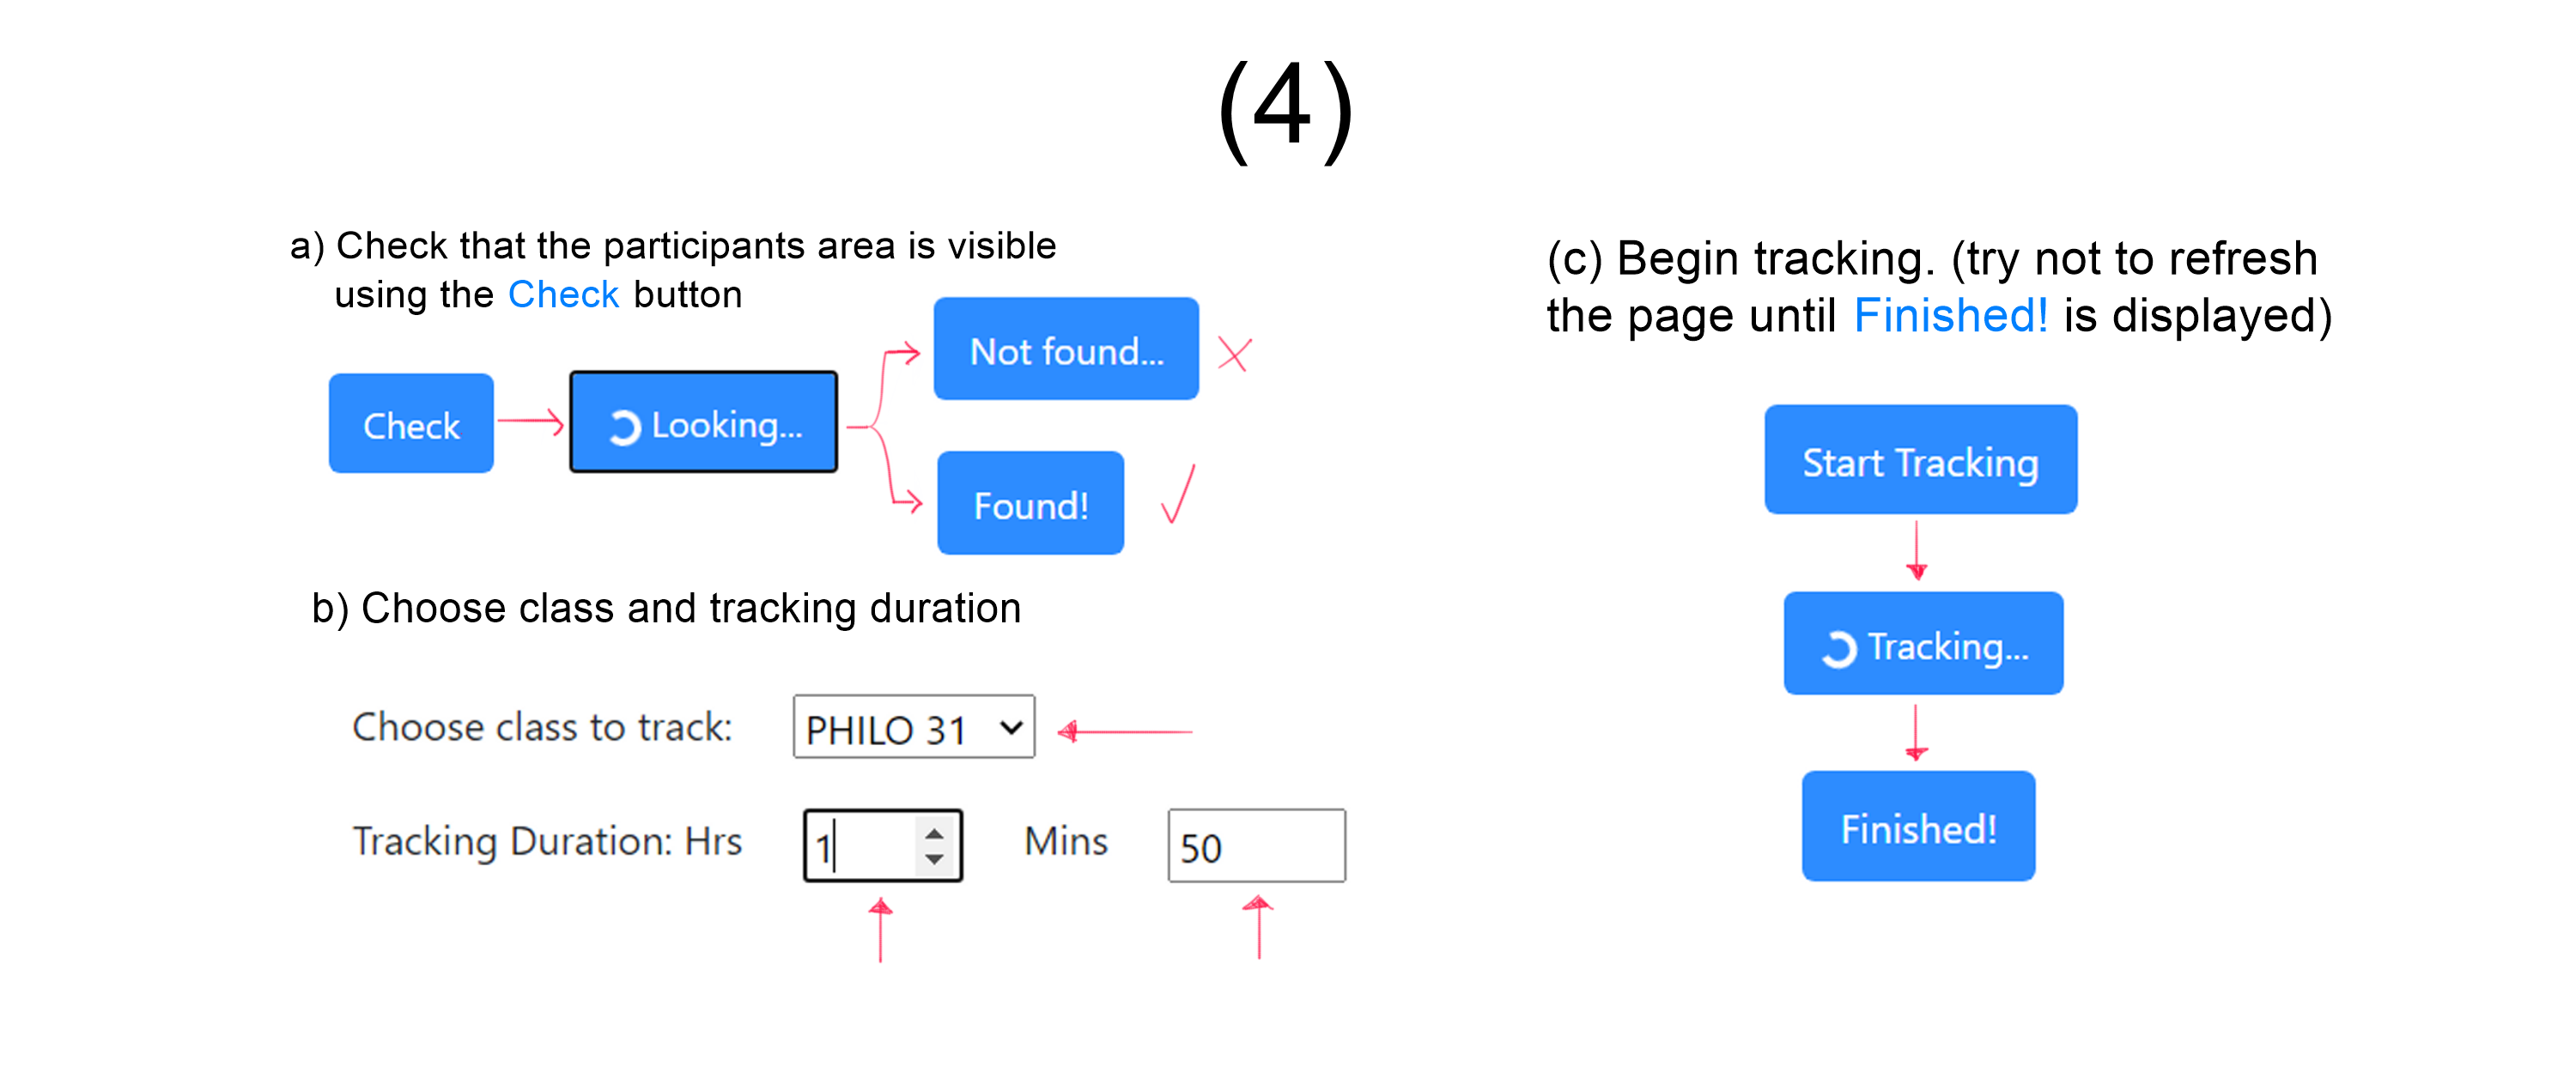 (4)
a) Check that the participants area is visible
using the Check button
Check
Looking...
Not found...
Found!
b) Choose class and tracking duration
Choose class to track: PHILO 31
Tracking Duration: Hrs 1 Mins 50
(c) Begin tracking. (try not to refresh
the page until Finished! is displayed)
Start Tracking
Tracking...
Finished!